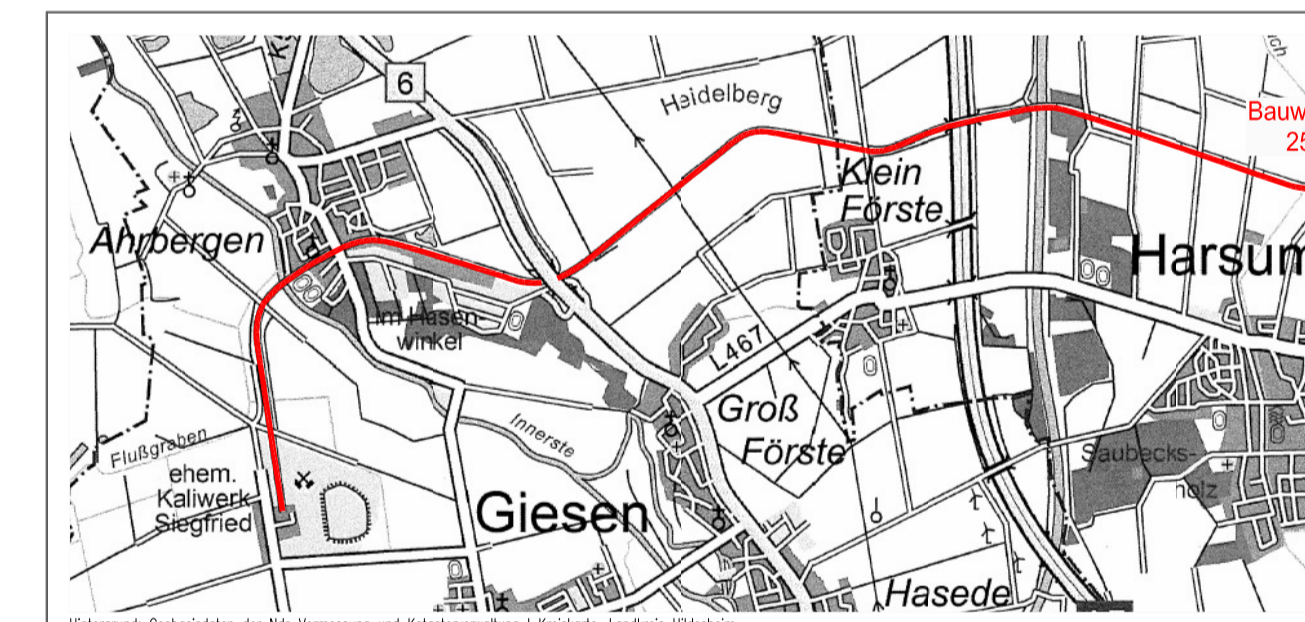 6
Heidelberg
Bauw
25
Klein
Förste
Ahrbergen
Harsum
Im Hasen-
winkel
L467
Groß
Förste
Innerste
Flußgraben
ehem.
Kaliwerk
Siegfried
Giesen
Saubecks-
holz
Hasede